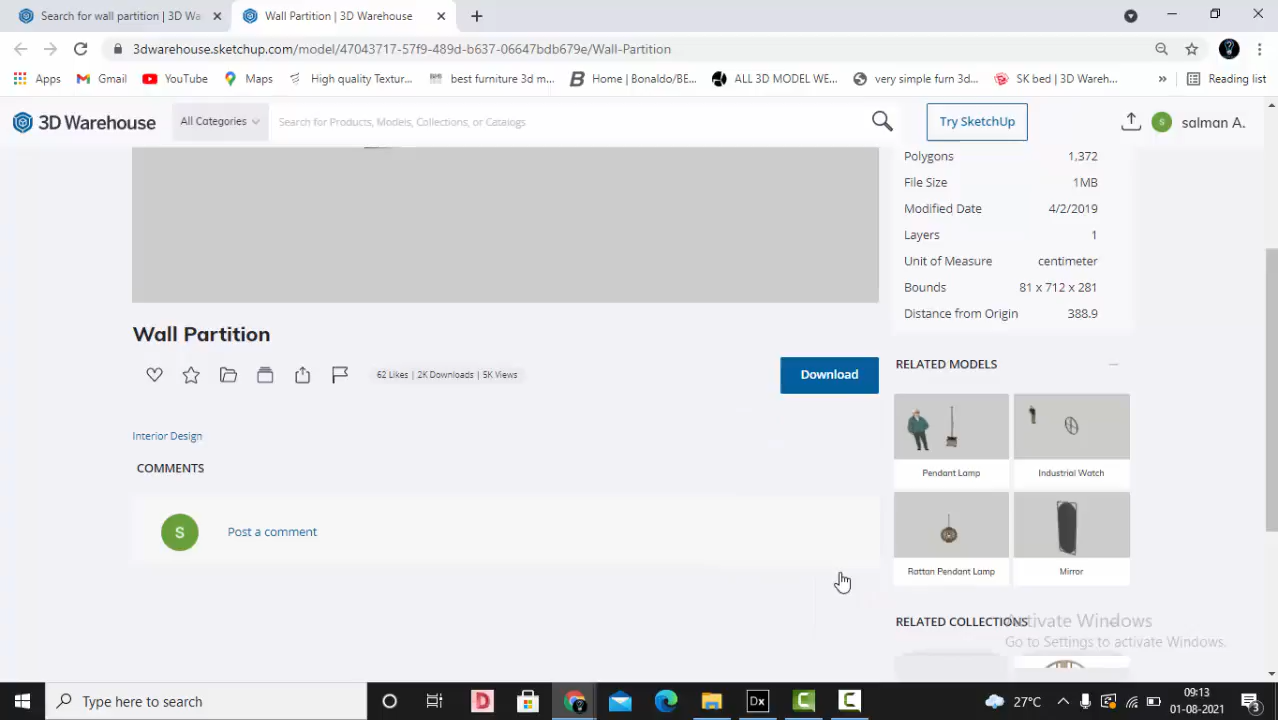 Search for wall partition | 3D Wa
Wall Partition | 3D Warehouse
3dwarehouse.sketchup.com/model/47043717-57f9-489d-b637-06647bdb679e/Wall-Partition
Apps
Gmail
YouTube
Maps
High quality Textur...
best furniture 3d m...
Home | Bonaldo/BE...
ALL 3D MODEL WE...
very simple furn 3d...
SK bed | 3D Wareh...
»
Reading list
3D Warehouse
All Categories
Search for Products, Models, Collections, or Catalogs
Try SketchUp
S
salman A.
Polygons 1,372
File Size 1MB
Modified Date 4/2/2019
Layers 1
Unit of Measure centimeter
Bounds 81 x 712 x 281
Distance from Origin 388.9
Wall Partition
62 Likes | 2K Downloads | 5K Views
Download
Interior Design
COMMENTS
S
Post a comment
RELATED MODELS
Pendant Lamp
Industrial Watch
Rattan Pendant Lamp
Mirror
RELATED COLLECTIONS
Activate Windows
Go to Settings to activate Windows.
Type here to search
D
Dx
C
C
27°C
09:13
01-08-2021
3